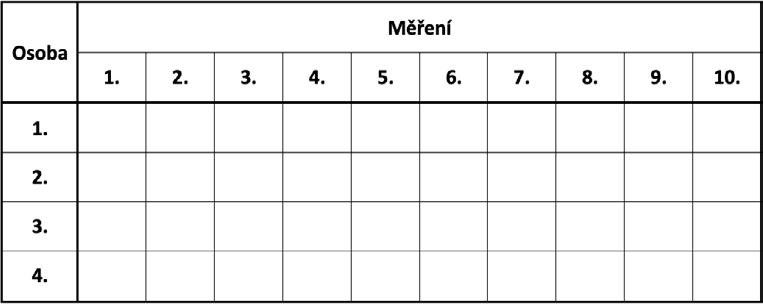 Osoba
Měření
1. 2. 3. 4. 5. 6. 7. 8. 9. 10.
1.
2.
3.
4.